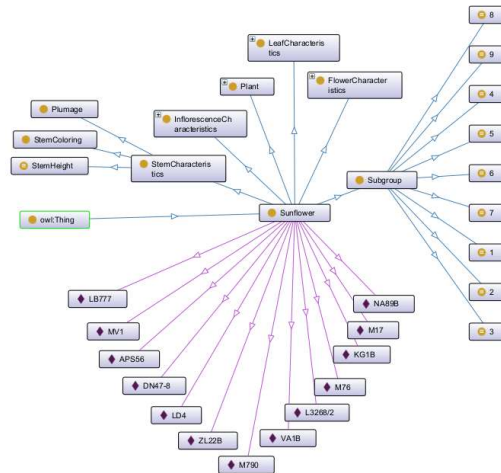 8
LeafCharacteris
tics
9
Plant
FlowerCharacter
istics
4
Plumage
InflorescenceCh
aracteristics
5
StemColoring
StemHeight
StemCharacteris
tics
6
Subgroup
7
owl:Thing
Sunflower
1
2
3
LB777
NA89B
MV1
M17
APS56
KG1B
DN47-8
M76
LD4
L3268/2
ZL22B
VA1B
M790